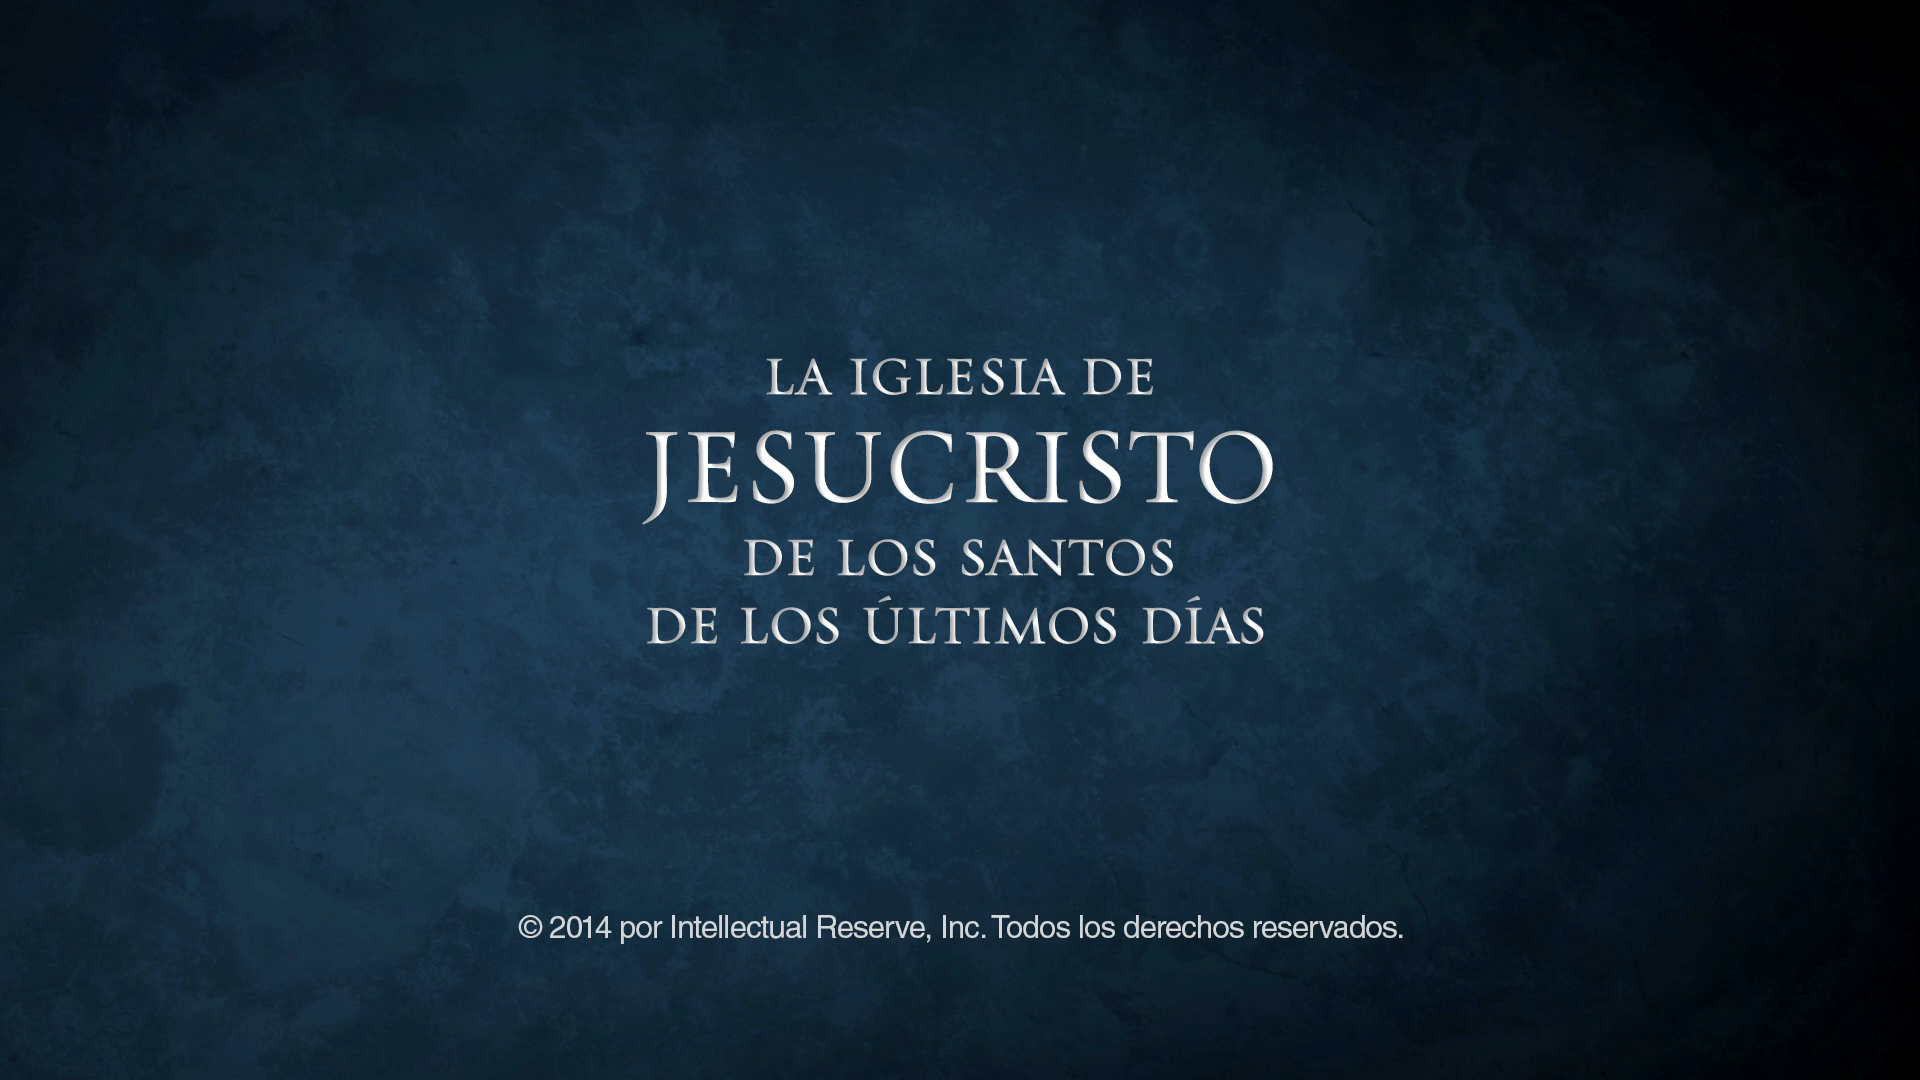 LA IGLESIA DE
JESUCRISTO
DE LOS SANTOS
DE LOS ÚLTIMOS DÍAS
© 2014 por Intellectual Reserve, Inc. Todos los derechos reservados.